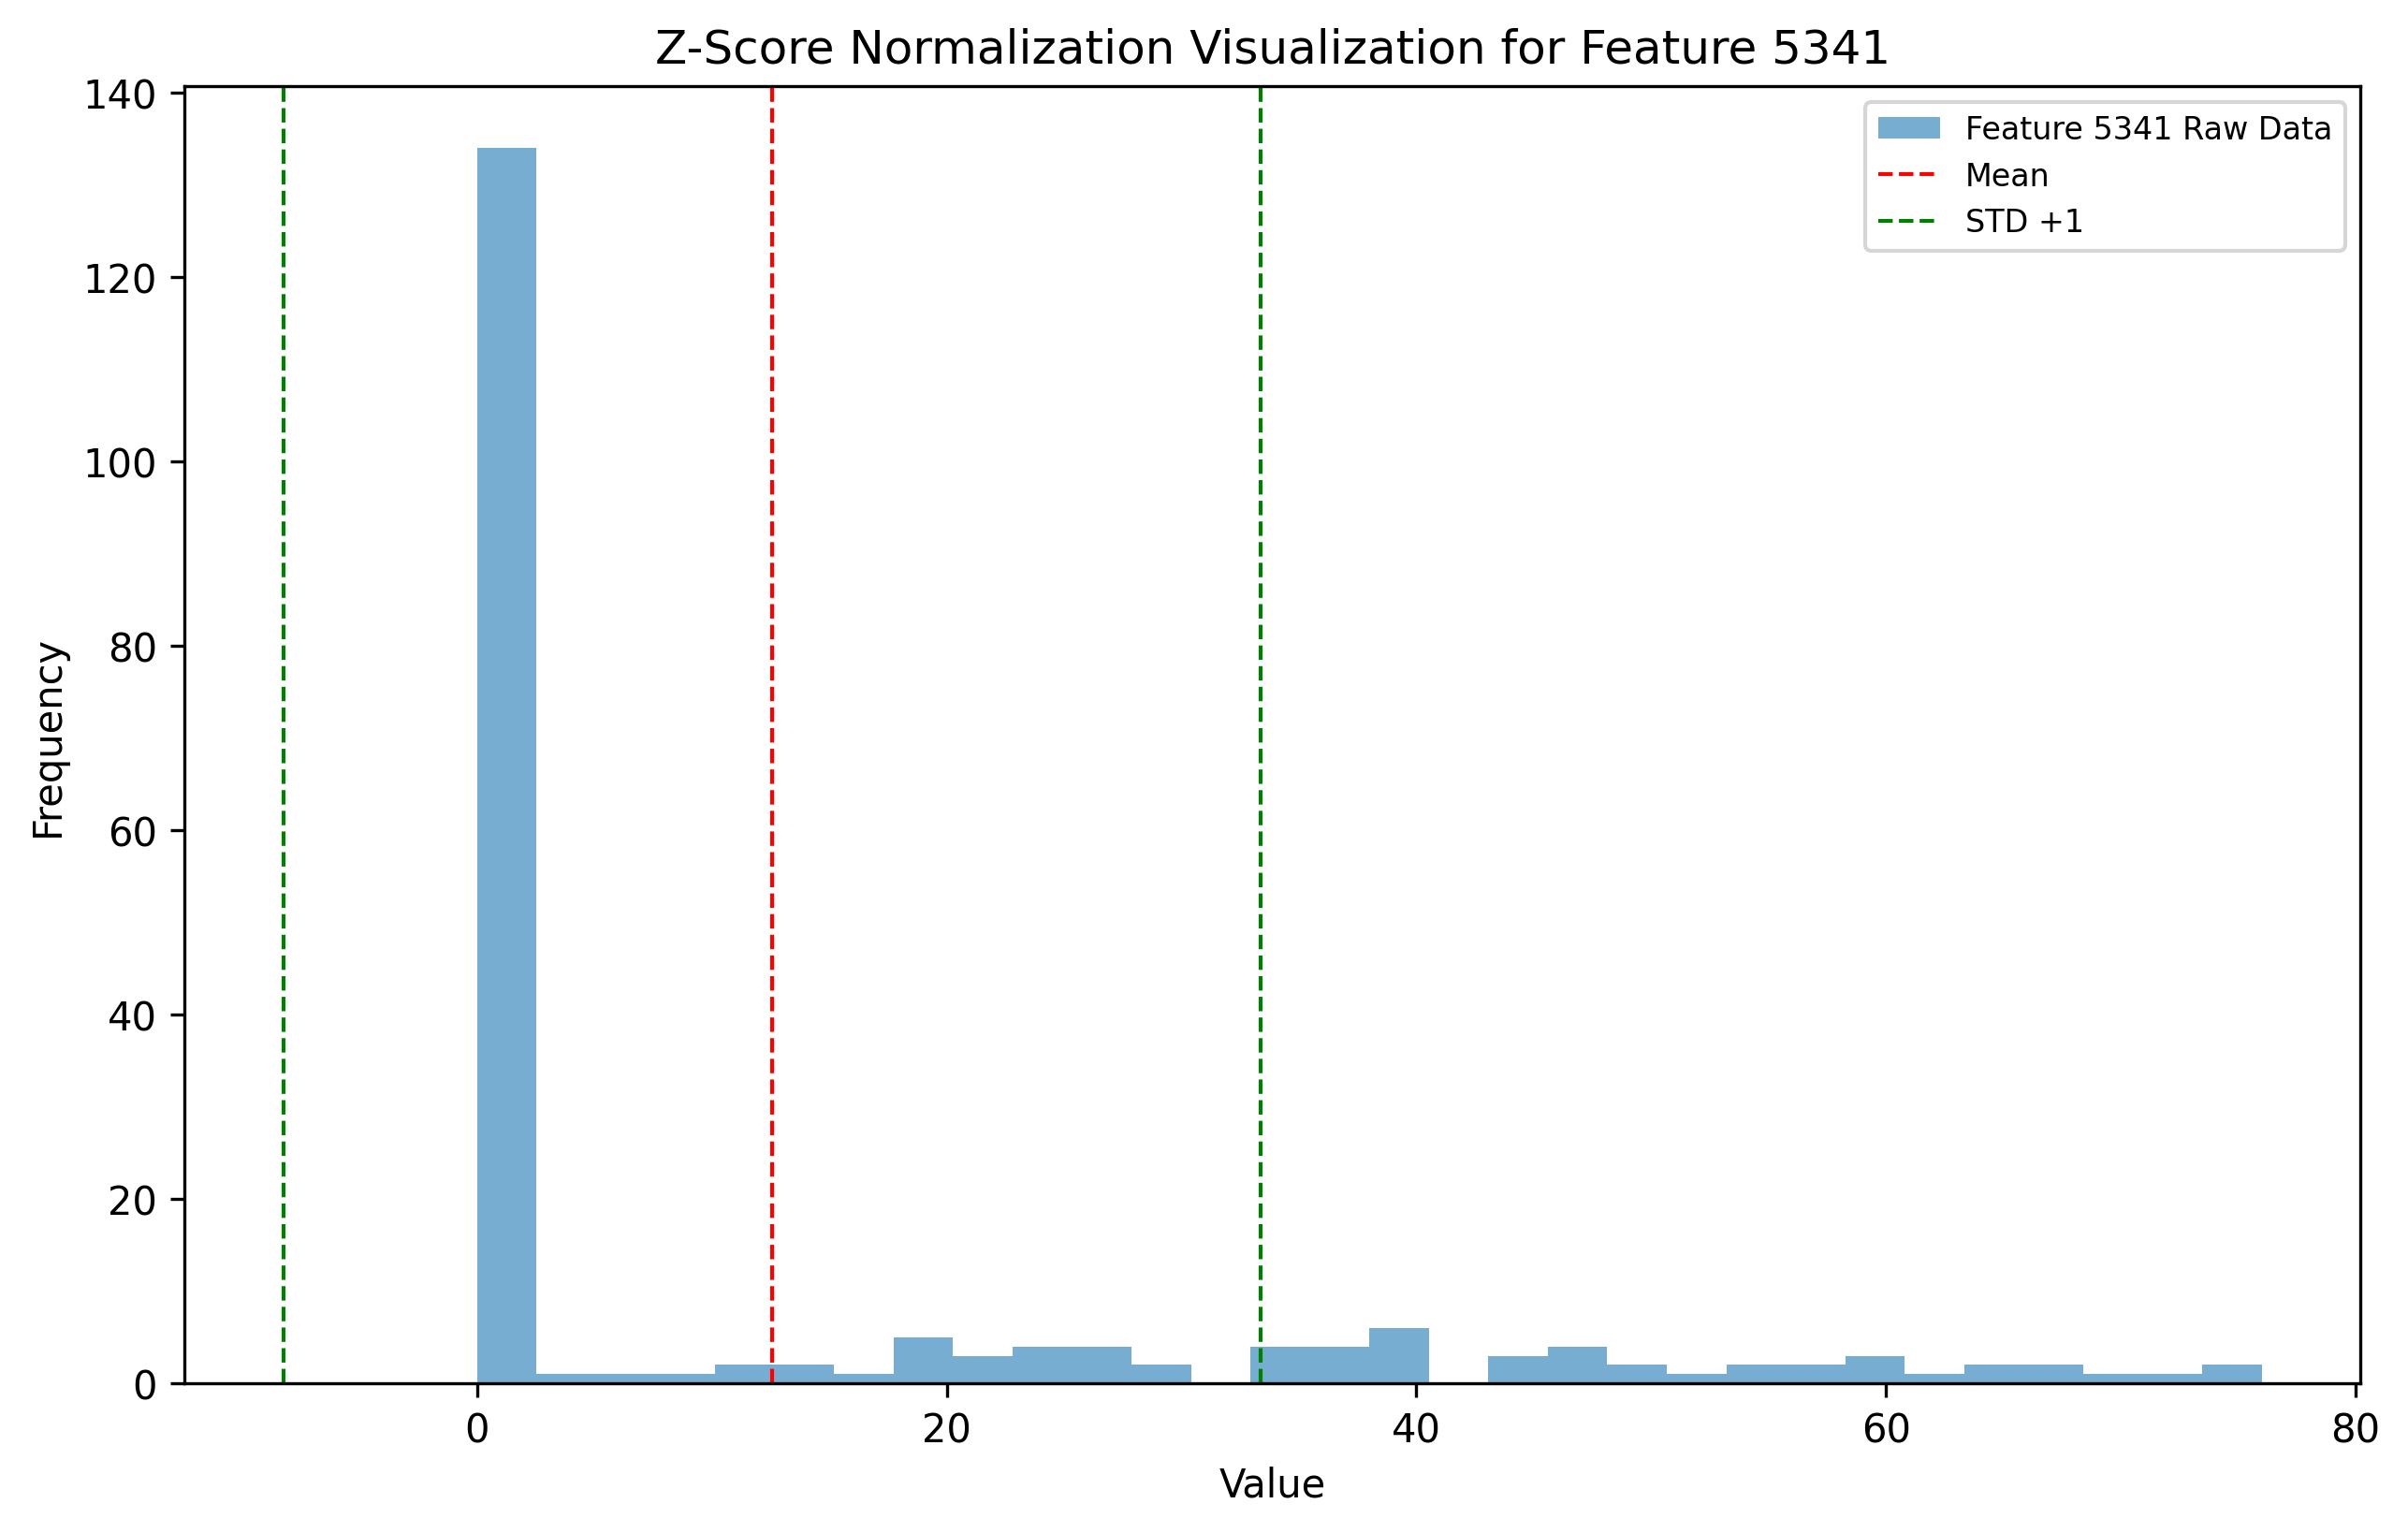 Z-Score Normalization Visualization for Feature 5341
Feature 5341 Raw Data
Mean
STD +1
Frequency
140
120
100
80
60
40
20
0
0 20 40 60 80
Value